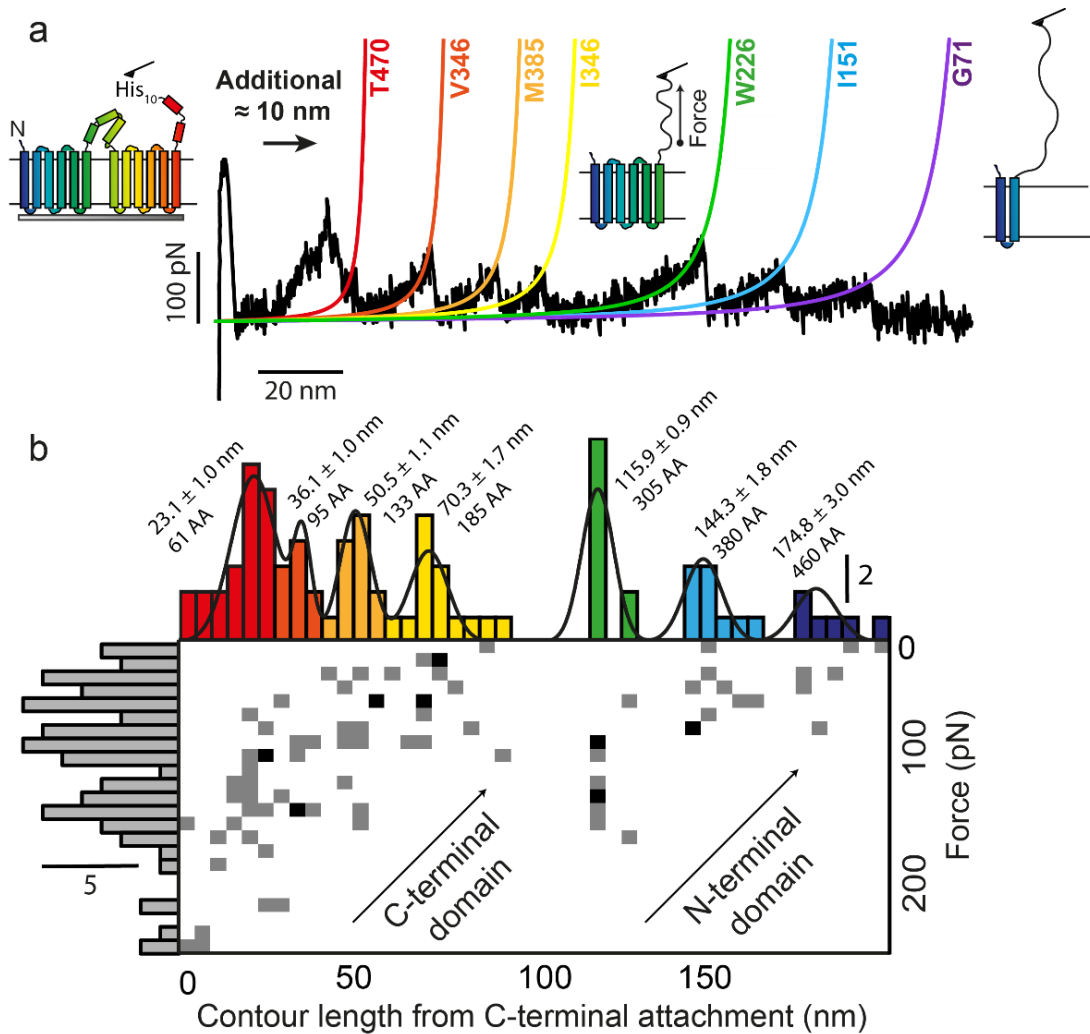 a
His10
N
Additional
≈ 10 nm
T470
V346
M385
I346
W226
I151
G71
Force
100 pN
20 nm
b
23.1 ± 1.0 nm
61 AA
36.1 ± 1.0 nm
95 AA
50.5 ± 1.1 nm
133 AA
70.3 ± 1.7 nm
185 AA
115.9 ± 0.9 nm
305 AA
144.3 ± 1.8 nm
380 AA
174.8 ± 3.0 nm
460 AA
2
0
100
200
Force (pN)
5
C-terminal
domain
N-terminal
domain
0
50
100
150
Contour length from C-terminal attachment (nm)